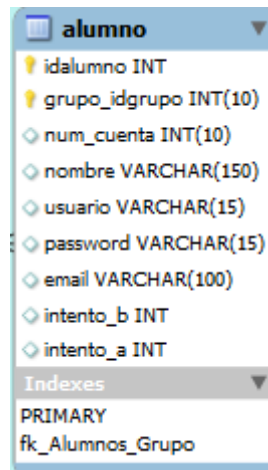 alumno
idalumno INT
grupo_idgrupo INT(10)
num_cuenta INT(10)
nombre VARCHAR(150)
usuario VARCHAR(15)
password VARCHAR(15)
email VARCHAR(100)
intento_b INT
intento_a INT
Indexes
PRIMARY
fk_Alumnos_Grupo